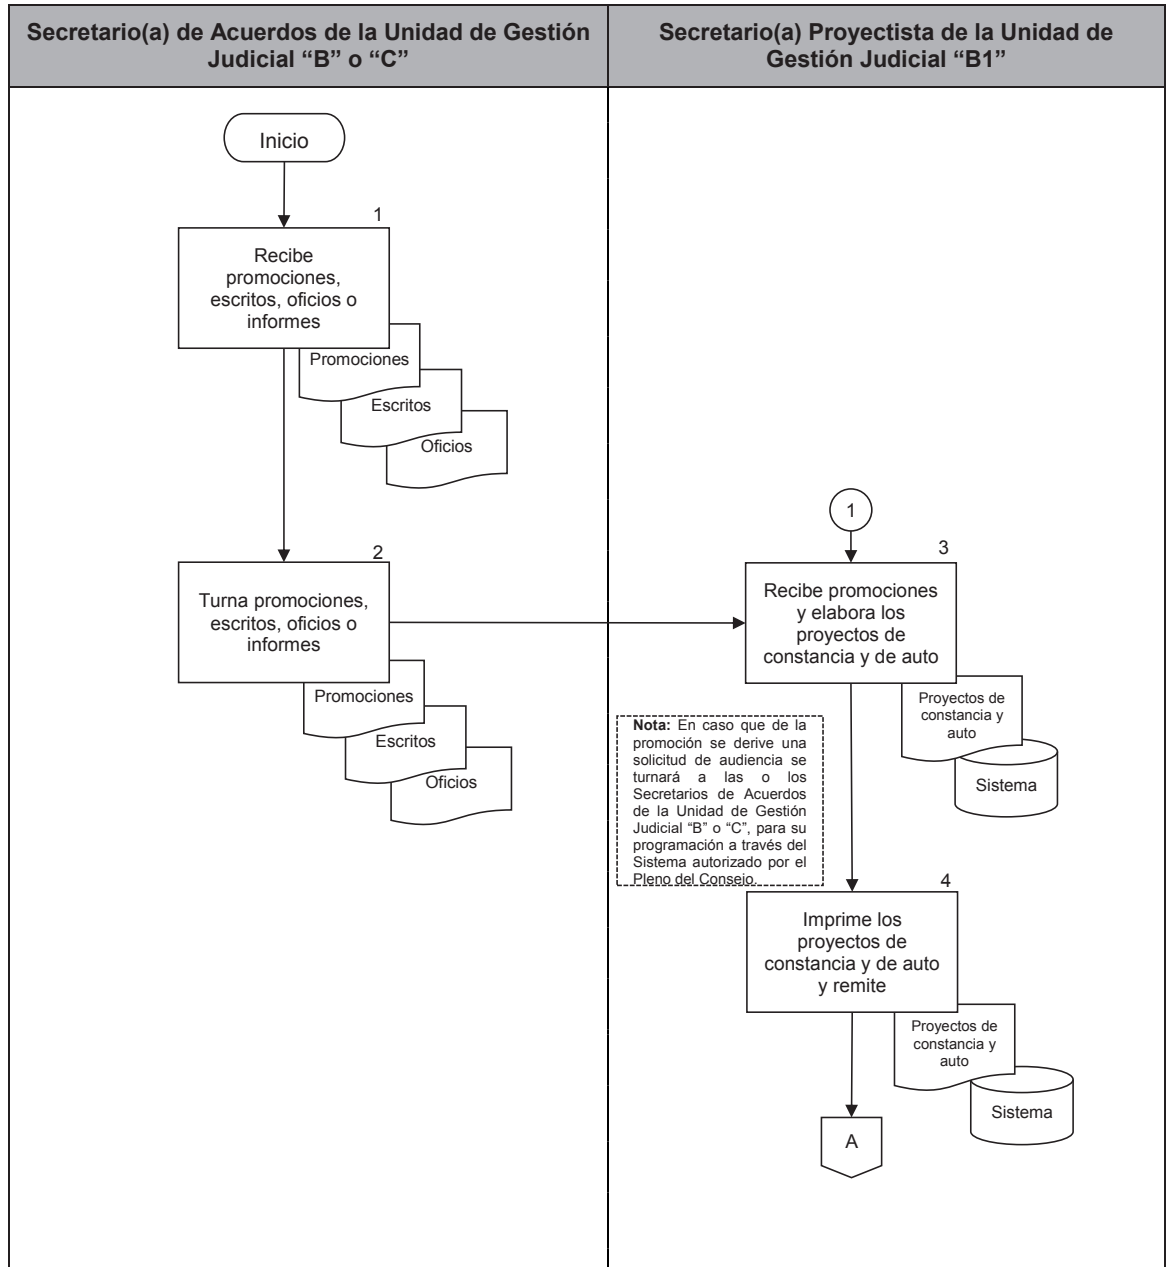 Secretario(a) de Acuerdos de la Unidad de Gestión
Judicial “B” o “C”
Secretario(a) Proyectista de la Unidad de
Gestión Judicial “B1”
Inicio
1
Recibe
promociones,
escritos, oficios o
informes
Promociones
Escritos
Oficios
2
Turna promociones,
escritos, oficios o
informes
Promociones
Escritos
Oficios
1
3
Recibe promociones
y elabora los
proyectos de
constancia y de auto
Proyectos de
constancia y
auto
Sistema
Nota: En caso que de la
promoción se derive una
solicitud de audiencia se
turnará a las o los
Secretarios de Acuerdos
de la Unidad de Gestión
Judicial “B” o “C”, para su
programación a través del
Sistema autorizado por el
Pleno del Consejo.
4
Imprime los
proyectos de
constancia y de auto
y remite
Proyectos de
constancia y
auto
Sistema
A